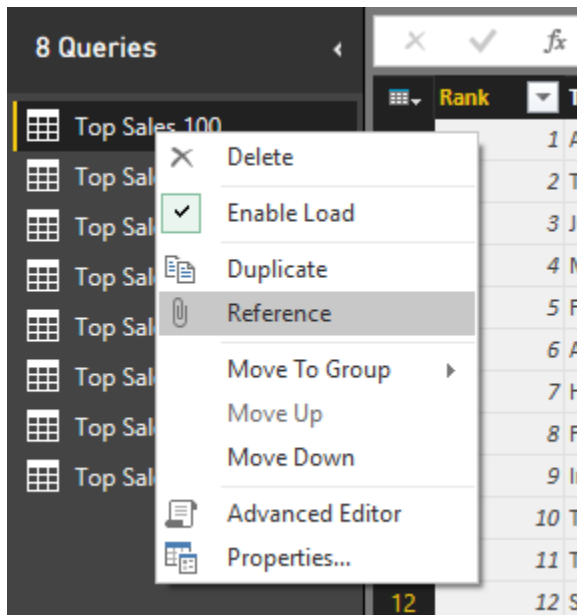 8 Queries
fx
Top Sales 100
Top Sal
Top Sal
Top Sal
Top Sal
Top Sal
Top Sal
Top Sal
Delete
Enable Load
Duplicate
Reference
Move To Group
Move Up
Move Down
Advanced Editor
Properties...
Rank T
1 A
2 T
3 J
4 M
5 F
6 A
7 H
8 F
9 I
10 T
11 T
12 12 S